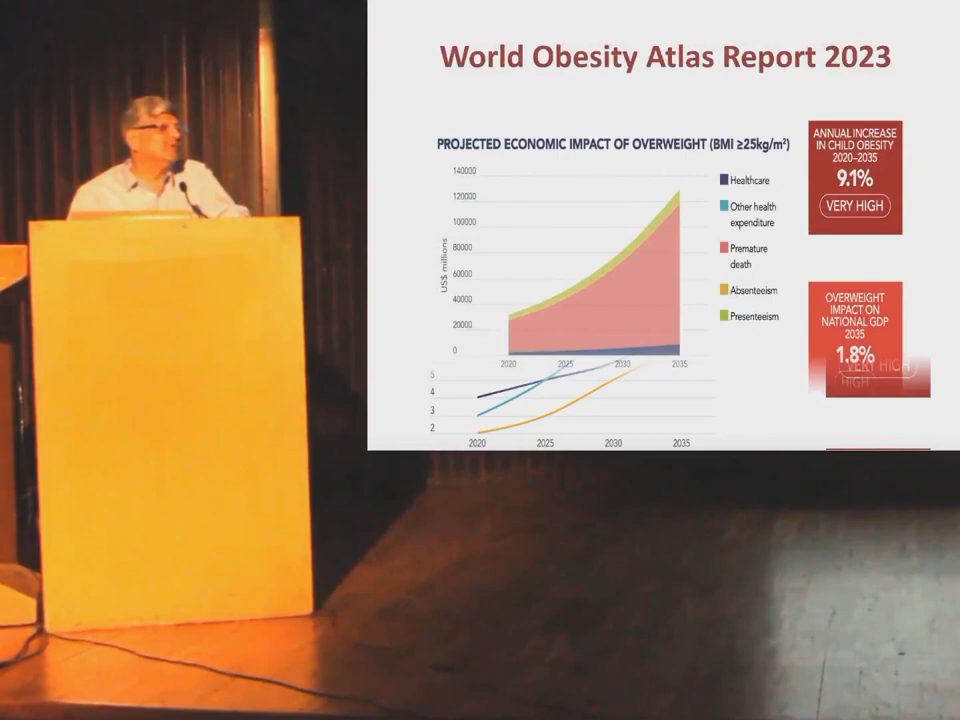 World Obesity Atlas Report 2023
PROJECTED ECONOMIC IMPACT OF OVERWEIGHT (BMI ≥25kg/m²)
US$ millions
140000
120000
100000
80000
60000
40000
20000
0
2020 2025 2030 2035
5
4
3
2
2020 2025 2030 2035
Healthcare
Other health
expenditure
Premature
death
Absenteeism
Presenteeism
ANNUAL INCREASE
IN CHILD OBESITY
2020–2035
9.1%
VERY HIGH
OVERWEIGHT
IMPACT ON
NATIONAL GDP
2035
1.8%
VERY HIGH
HIGH